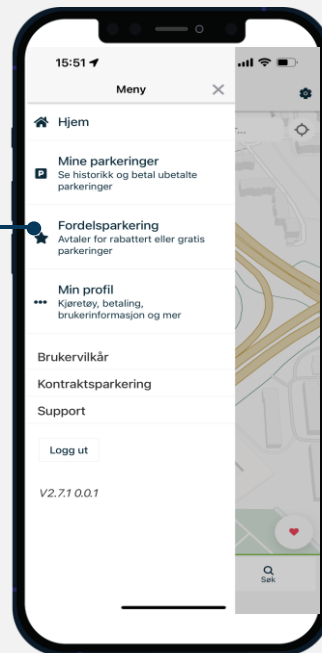 15:51
Meny
Hjem
...
P
Mine parkeringer
Se historikk og betal ubetalte
parkeringer
Fordelsparkering
Avtaler for rabattert eller gratis
parkeringer
Min profil
Kjøretøy, betaling,
brukerinformasjon og mer
Brukervilkår
Kontraktsparkering
Support
Logg ut
V2.7.1 0.0.1
Søk